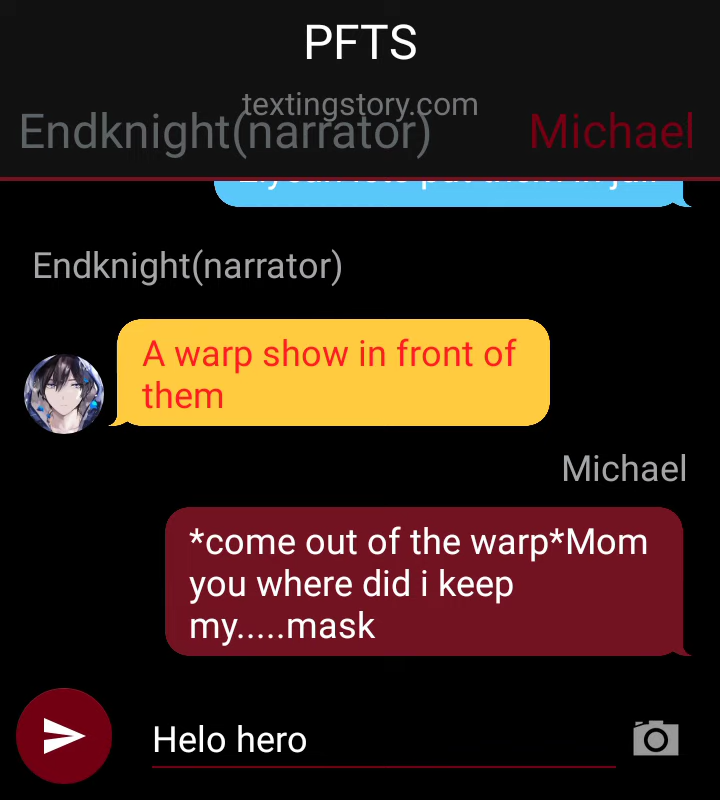 PFTS
textingstory.com
Endknight(narrator)
Michael
Endknight(narrator)
A warp show in front of
them
Michael
*come out of the warp*Mom
you where did i keep
my.....mask
Helo hero